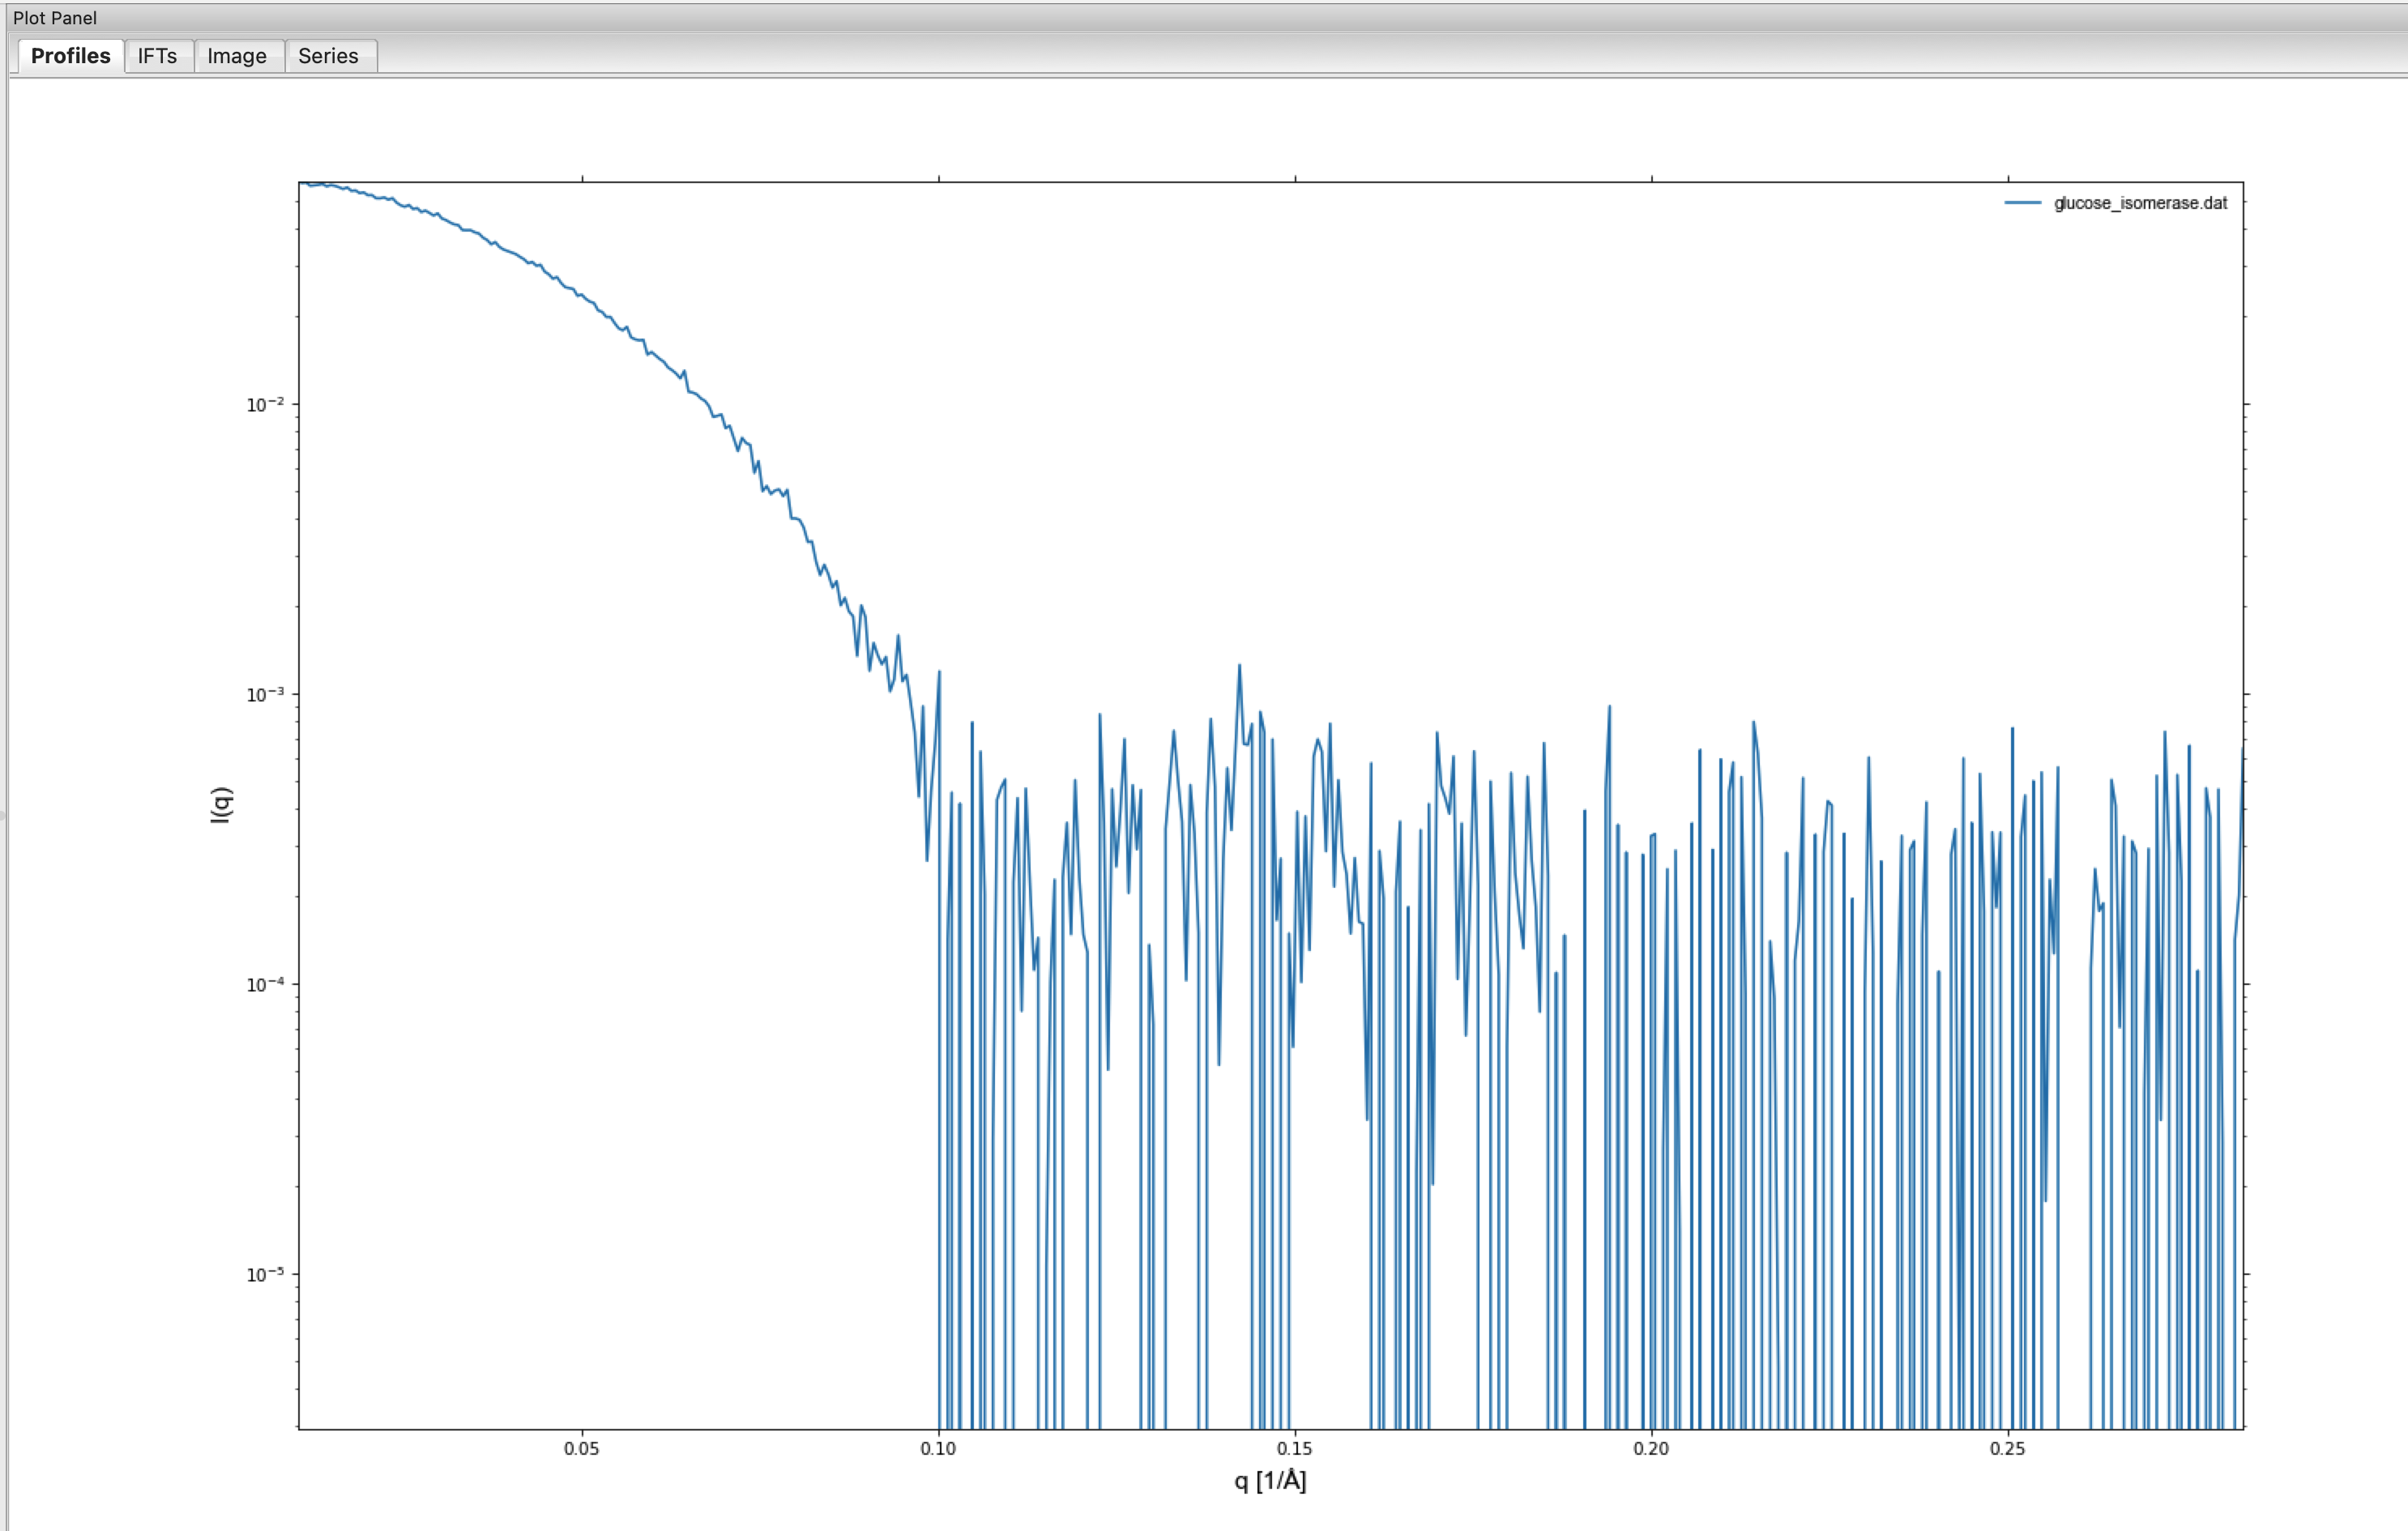 Plot Panel
Profiles IFTs Image Series
glucose_isomerase.dat
10⁻²
10⁻³
I(q)
10⁻⁴
10⁻⁵
0.05 0.10 0.15 0.20 0.25
q [1/Å]